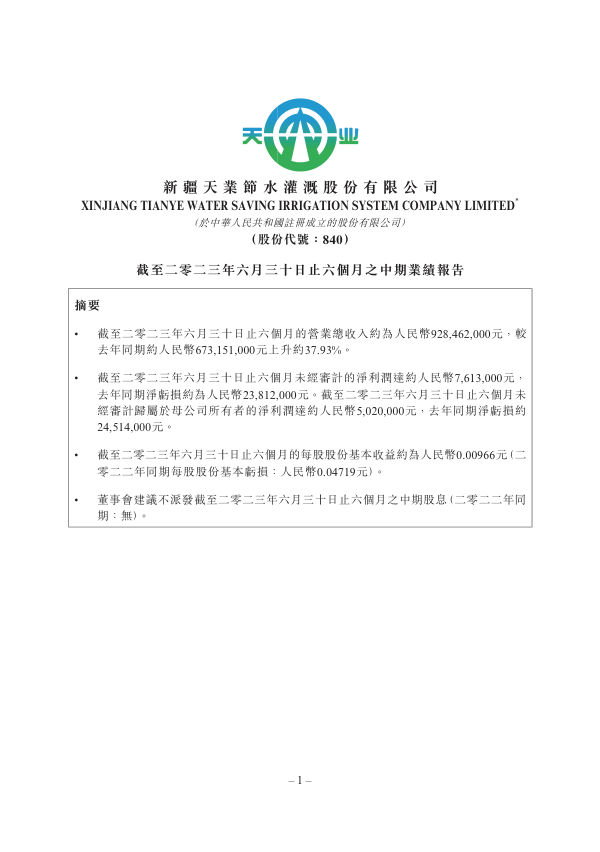 天业
新疆天業節水灌溉股份有限公司
XINJIANG TIANYE WATER SAVING IRRIGATION SYSTEM COMPANY LIMITED*
(於中華人民共和國註冊成立的股份有限公司)
(股份代號：840)
截至二零二三年六月三十日止六個月之中期業績報告
摘要
• 截至二零二三年六月三十日止六個月的營業總收入約為人民幣928,462,000元，較
去年同期約人民幣673,151,000元上升約37.93%。
• 截至二零二三年六月三十日止六個月未經審計的淨利潤達約人民幣7,613,000元，
去年同期淨虧損約為人民幣23,812,000元。截至二零二三年六月三十日止六個月未
經審計歸屬於母公司所有者的淨利潤達約人民幣5,020,000元，去年同期淨虧損約
24,514,000元。
• 截至二零二三年六月三十日止六個月的每股股份基本收益約為人民幣0.00966元(二
零二二年同期每股股份基本虧損：人民幣0.04719元)。
• 董事會建議不派發截至二零二三年六月三十日止六個月之中期股息(二零二二年同
期：無)。
– 1 –